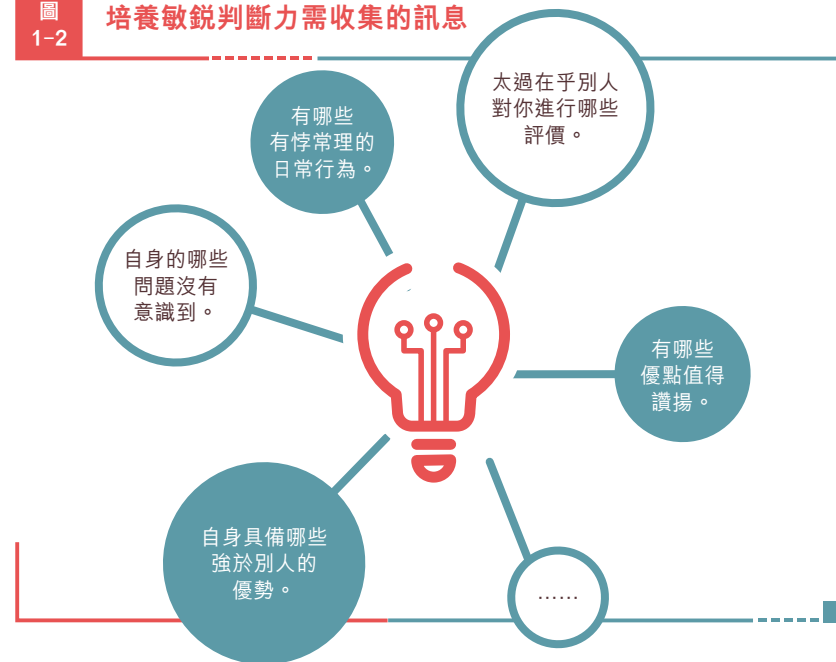 圖
1-2
培養敏銳判斷力需收集的訊息
有哪些
有悖常理的
日常行為。
太過在乎別人
對你進行哪些
評價。
自身的哪些
問題沒有
意識到。
有哪些
優點值得
讚揚。
自身具備哪些
強於別人的
優勢。
……